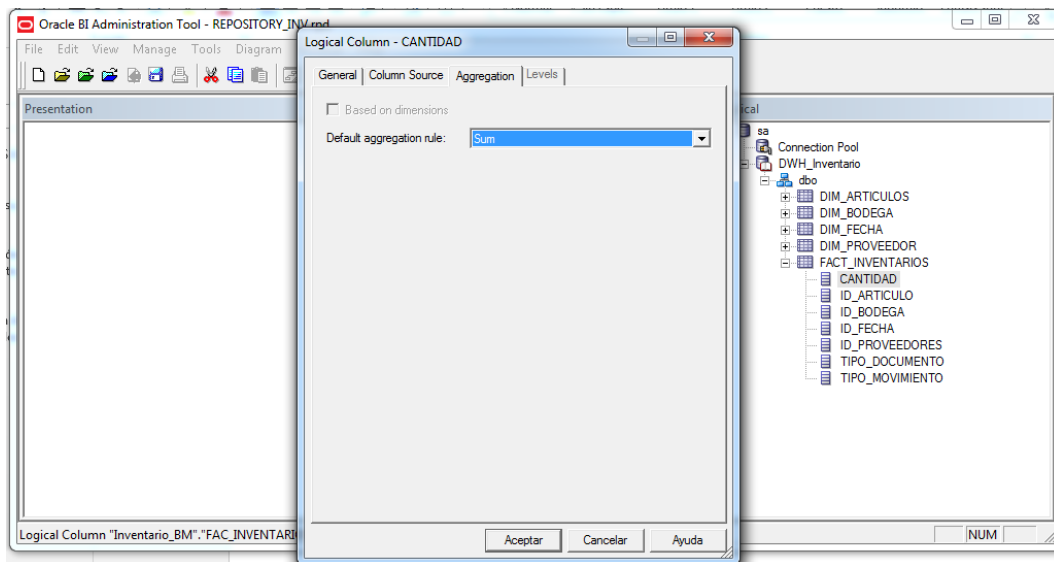 Oracle BI Administration Tool - REPOSITORY_INV.rpd
File Edit View Manage Tools Diagram
Presentation
Logical Column - CANTIDAD
General
Column Source
Aggregation
Levels
Based on dimensions
Default aggregation rule:
Sum
Aceptar
Cancelar
Ayuda
ical
sa
Connection Pool
DWH_Inventario
dbo
DIM_ARTICULOS
DIM_BODEGA
DIM_FECHA
DIM_PROVEEDOR
FACT_INVENTARIOS
CANTIDAD
ID_ARTICULO
ID_BODEGA
ID_FECHA
ID_PROVEEDORES
TIPO_DOCUMENTO
TIPO_MOVIMIENTO
Logical Column "Inventario_BM"."FAC_INVENTARI
NUM